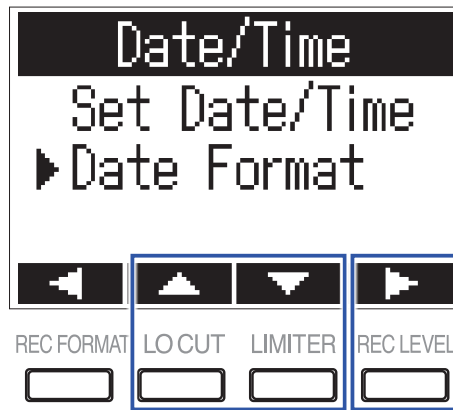 Date/Time
Set Date/Time
Date Format
REC FORMAT LO CUT LIMITER REC LEVEL